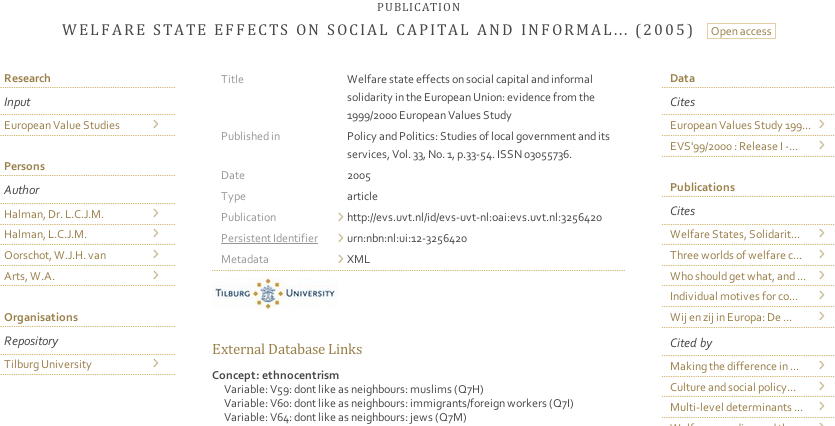 PUBLICATION
WELFARE STATE EFFECTS ON SOCIAL CAPITAL AND INFORMAL... (2005) Open access
Research
Input
European Value Studies
Persons
Author
Halman, Dr. L.C.J.M.
Halman, L.C.J.M.
Oorschot, W.J.H. van
Arts, W.A.
Organisations
Repository
Tilburg University
Title Welfare state effects on social capital and informal
solidarity in the European Union: evidence from the
1999/2000 European Values Study
Published in Policy and Politics: Studies of local government and its
services, Vol. 33, No. 1, p.33-54. ISSN 03055736.
Date 2005
Type article
Publication http://evs.uvt.nl/id/evs-uvt-nl:oai:evs.uvt.nl:3256420
Persistent Identifier urn:nbn:nl:ui:12-3256420
Metadata XML
TILBURG UNIVERSITY
External Database Links
Concept: ethnocentrism
Variable: V59: dont like as neighbours: muslims (Q7H)
Variable: V60: dont like as neighbours: immigrants/foreign workers (Q7I)
Variable: V64: dont like as neighbours: jews (Q7M)
Data
Cites
European Values Study 199...
EVS'99/2000 : Release I -...
Publications
Cites
Welfare States, Solidarit...
Three worlds of welfare c...
Who should get what, and ...
Individual motives for co...
Wij en zij in Europa: De ...
Cited by
Making the difference in ...
Culture and social policy...
Multi-level determinants ...